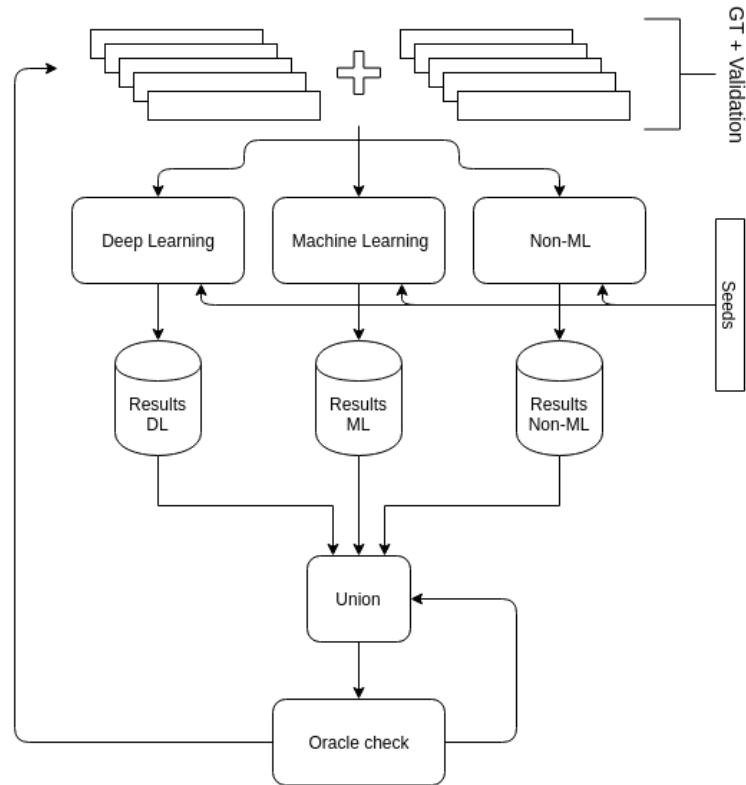 GT + Validation
Deep Learning
Machine Learning
Non-ML
Seeds
Results
DL
Results
ML
Results
Non-ML
Union
Oracle check